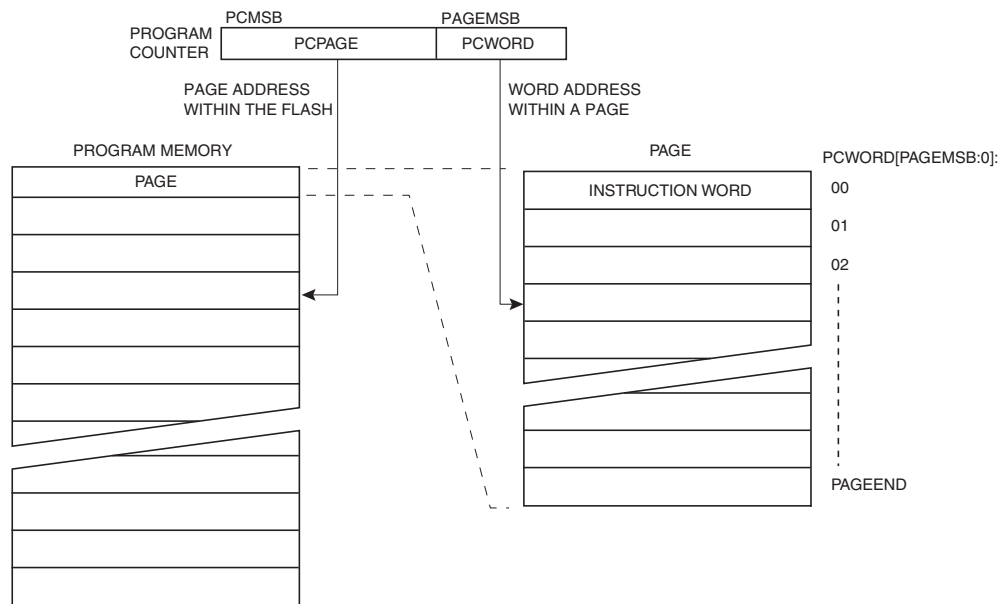 PCMSB
PAGEMSB
PROGRAM
COUNTER
PCPAGE
PCWORD
PAGE ADDRESS
WITHIN THE FLASH
WORD ADDRESS
WITHIN A PAGE
PROGRAM MEMORY
PAGE
PAGE
PCWORD[PAGEMSB:0]:
INSTRUCTION WORD
00
01
02
PAGEEND